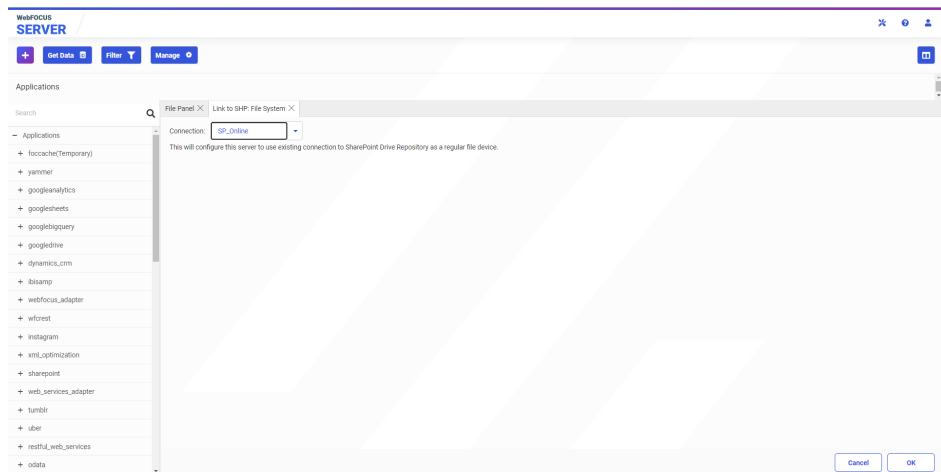 WebFOCUS
SERVER
+ Get Data Filter Manage
Applications
Search
File Panel Link to SHP: File System
Applications
Connection: SP_Online
This will configure this server to use existing connection to SharePoint Drive Repository as a regular file device.
foccache(Temporary)
yammer
googleanalytics
googlesheets
googlebigquery
googledrive
dynamics_crm
ibisamp
webfocus_adapter
wfcrest
instagram
xml_optimization
sharepoint
web_services_adapter
tumblr
uber
restful_web_services
odata
Cancel OK